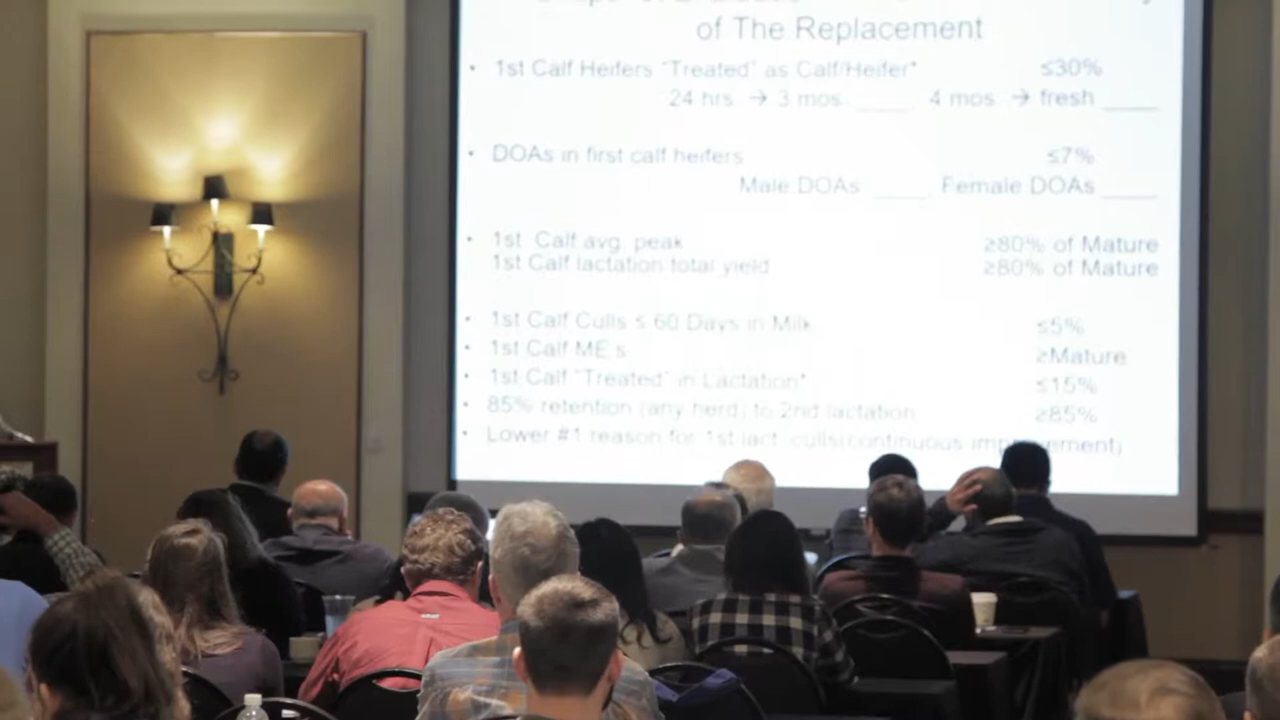 of The Replacement
• 1st Calf Heifers "Treated" as Calf/Heifer* ≤30%
24 hrs → 3 mos ____ 4 mos → fresh ____
• DOAs in first calf heifers ≤7%
Male DOAs ____ Female DOAs ____
• 1st Calf avg. peak ≥80% of Mature
1st Calf lactation total yield ≥80% of Mature
• 1st Calf Culls ≤ 60 Days in Milk ≤5%
• 1st Calf ME's ≥Mature
• 1st Calf "Treated" in Lactation* ≤15%
• 85% retention (any herd) to 2nd lactation ≥85%
• Lower #1 reason for 1st lact. culls(continuous improvement)